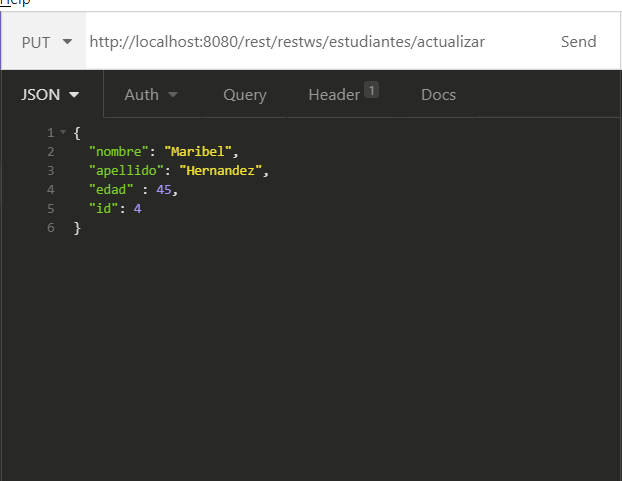 Help
PUT http://localhost:8080/rest/restws/estudiantes/actualizar Send
JSON Auth Query Header 1 Docs
1 {
2 "nombre": "Maribel",
3 "apellido": "Hernandez",
4 "edad" : 45,
5 "id": 4
6 }